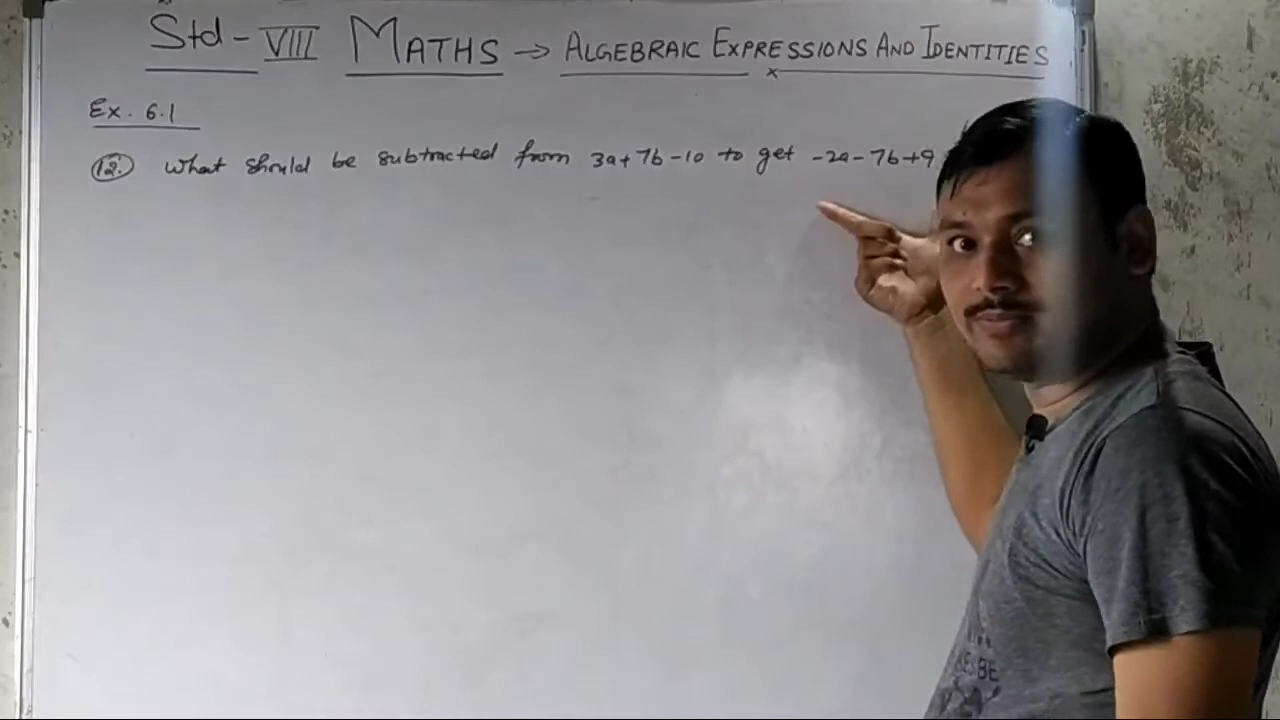 Std - VIII MATHS → ALGEBRAIC EXPRESSIONS AND IDENTITIES
Ex. 6.1
12. What should be subtracted from 3a+7b-10 to get -2a-7b+9